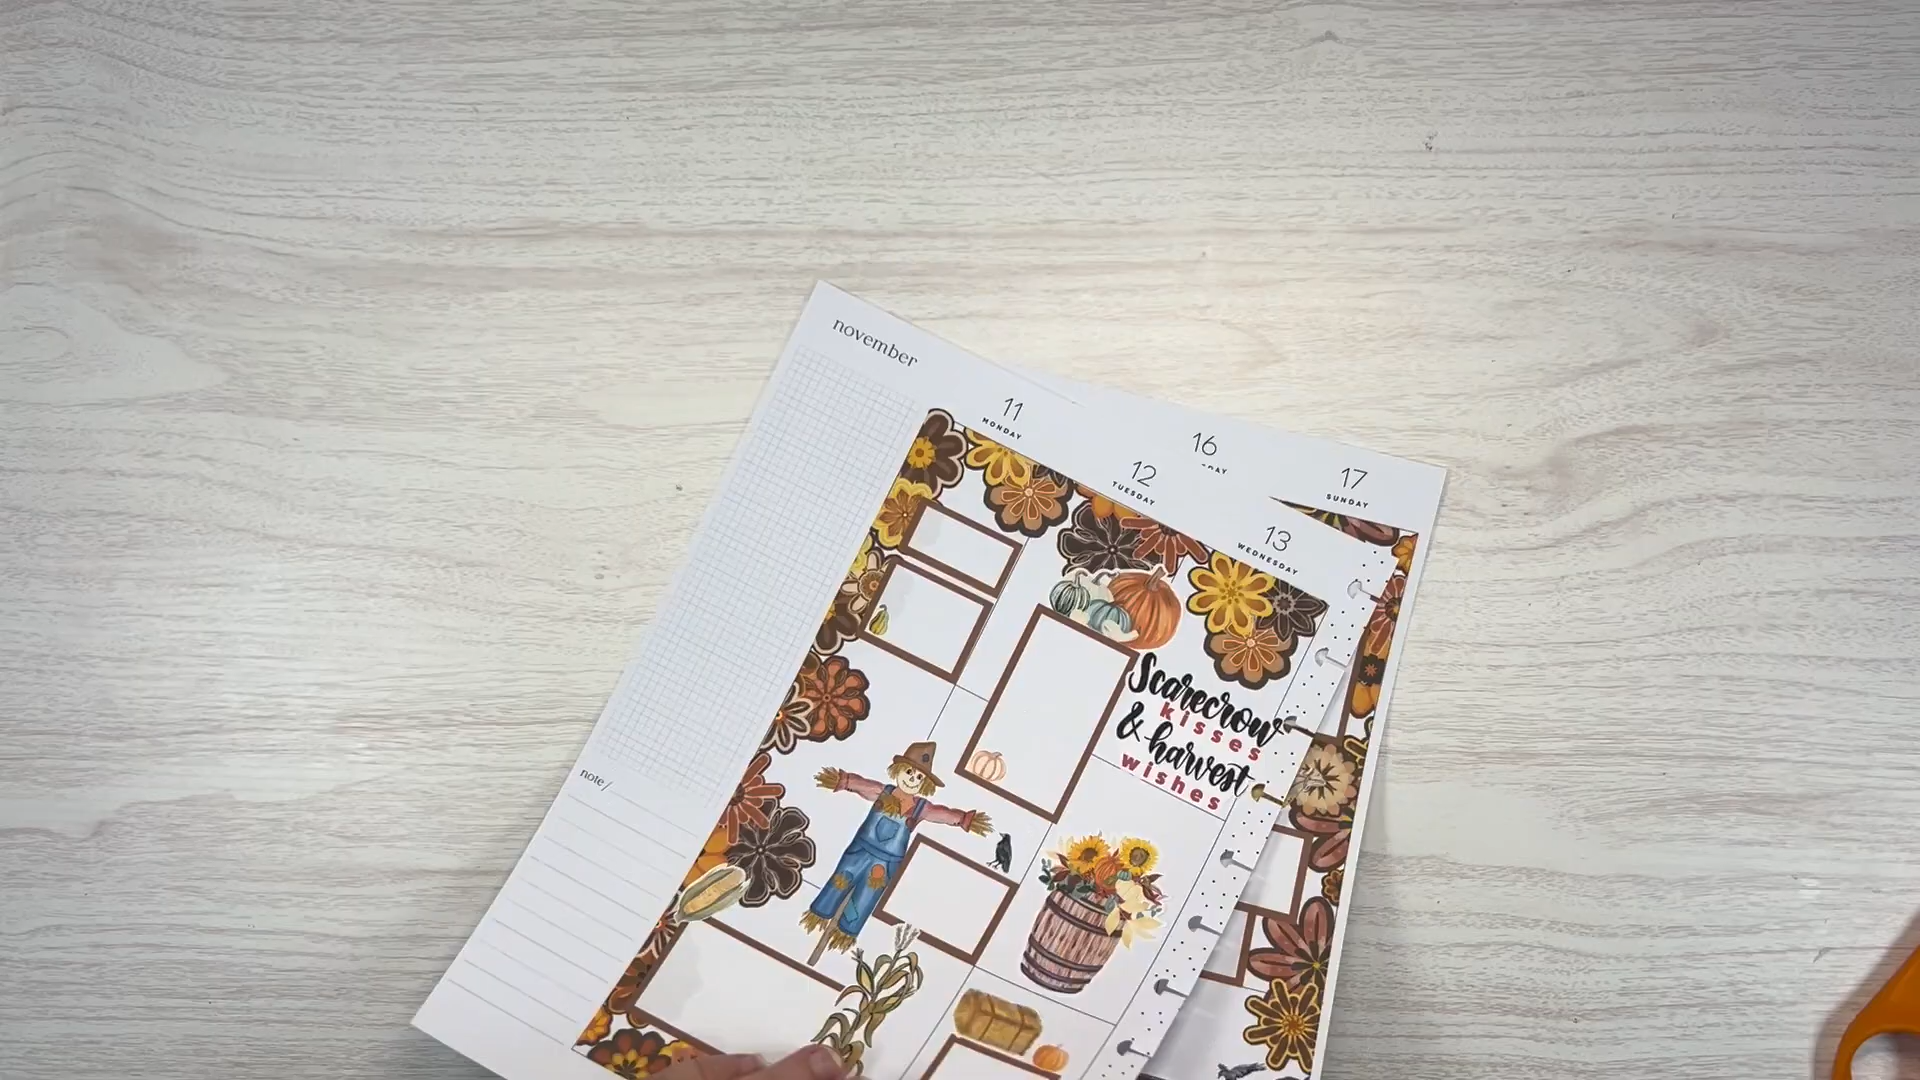 november
11
MONDAY
12
TUESDAY
13
WEDNESDAY
16
17
SUNDAY
Scarecrow
kisses
& harvest
wishes
note/